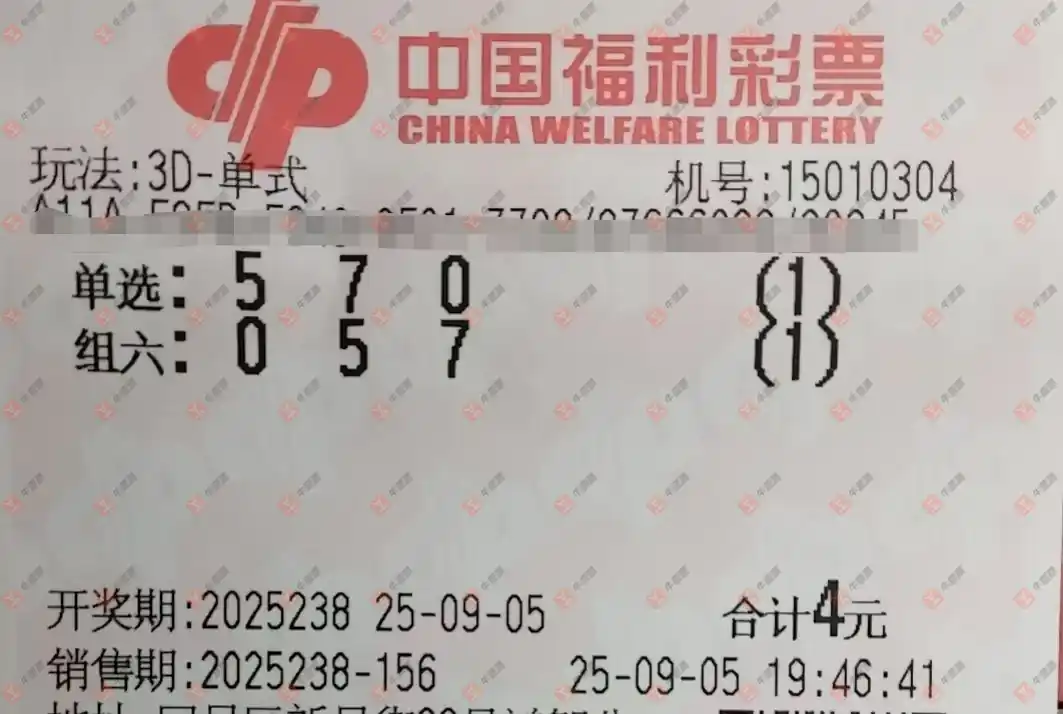 中国福利彩票
CHINA WELFARE LOTTERY
玩法:3D-单式 机号:15010304
单选: 5 7 0 (1)
组六: 0 5 7 (1)
开奖期:2025238 25-09-05 合计4元
销售期:2025238-156 25-09-05 19:46:41